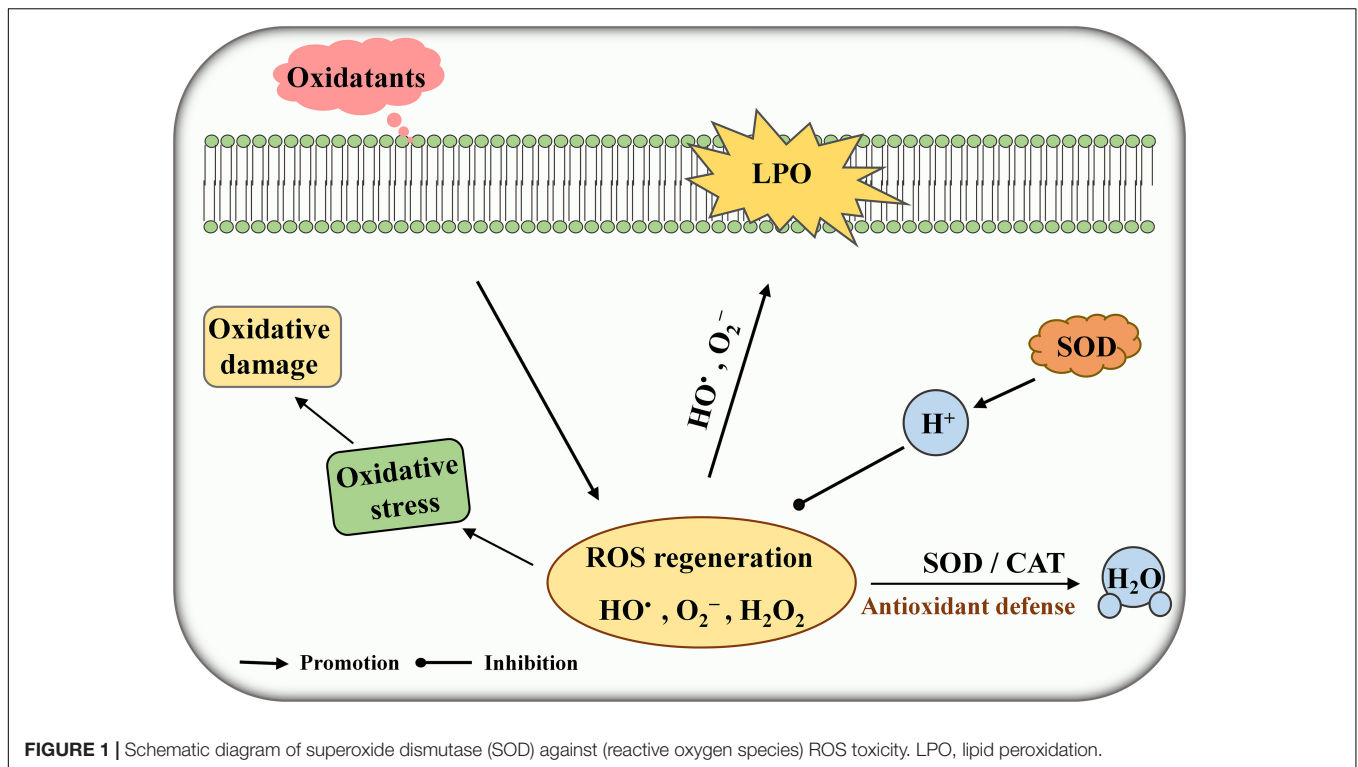 Oxidatants
LPO
Oxidative
damage
HO•, O₂⁻
SOD
H⁺
Oxidative
stress
ROS regeneration
HO• , O₂⁻ , H₂O₂
SOD / CAT
Antioxidant defense
H₂O
Promotion
Inhibition
FIGURE 1 | Schematic diagram of superoxide dismutase (SOD) against (reactive oxygen species) ROS toxicity. LPO, lipid peroxidation.